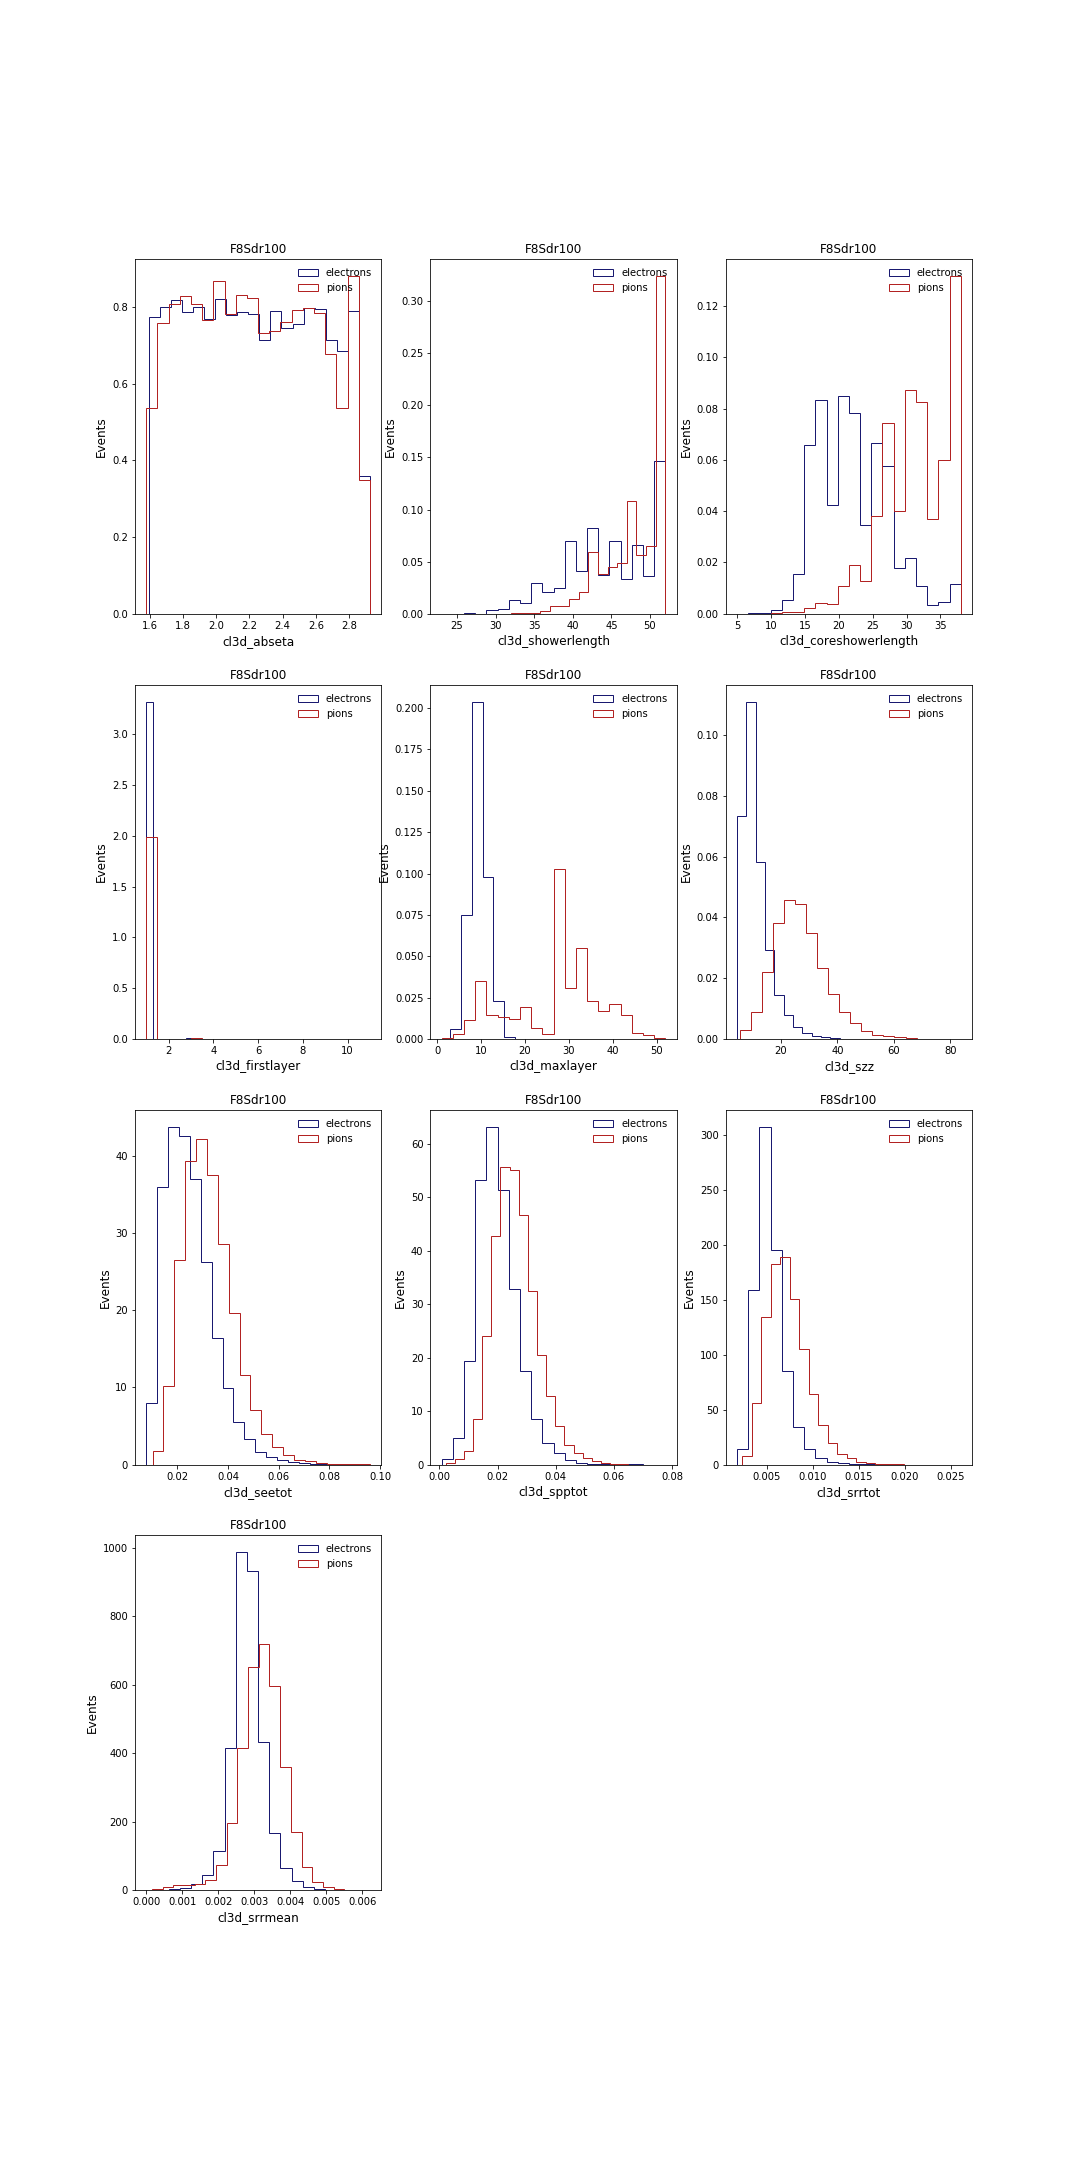 F8Sdr100 F8Sdr100 F8Sdr100
electrons electrons electrons
pions pions pions
Events Events Events
0.0 0.2 0.4 0.6 0.8
1.6 1.8 2.0 2.2 2.4 2.6 2.8
cl3d_abseta
0.00 0.05 0.10 0.15 0.20 0.25 0.30
25 30 35 40 45 50
cl3d_showerlength
0.00 0.02 0.04 0.06 0.08 0.10 0.12
5 10 15 20 25 30 35
cl3d_coreshowerlength
F8Sdr100 F8Sdr100 F8Sdr100
electrons electrons electrons
pions pions pions
Events Events Events
0.0 0.5 1.0 1.5 2.0 2.5 3.0
2 4 6 8 10
cl3d_firstlayer
0.000 0.025 0.050 0.075 0.100 0.125 0.150 0.175 0.200
0 10 20 30 40 50
cl3d_maxlayer
0.00 0.02 0.04 0.06 0.08 0.10
20 40 60 80
cl3d_szz
F8Sdr100 F8Sdr100 F8Sdr100
electrons electrons electrons
pions pions pions
Events Events Events
0 10 20 30 40
0.02 0.04 0.06 0.08 0.10
cl3d_seetot
0 10 20 30 40 50 60
0.00 0.02 0.04 0.06 0.08
cl3d_spptot
0 50 100 150 200 250 300
0.005 0.010 0.015 0.020 0.025
cl3d_srrtot
F8Sdr100
electrons
pions
Events
0 200 400 600 800 1000
0.000 0.001 0.002 0.003 0.004 0.005 0.006
cl3d_srrmean